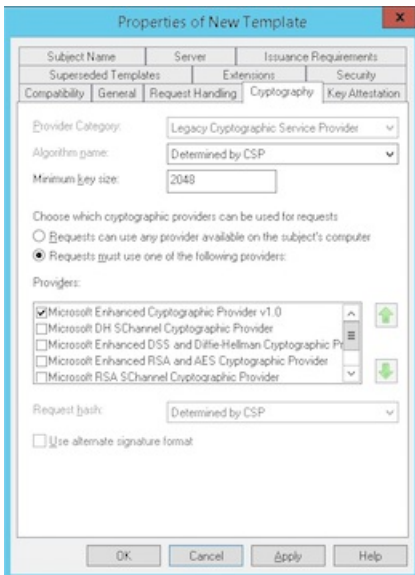 Properties of New Template
x
Subject Name Server Issuance Requirements
Superseded Templates Extensions Security
Compatibility General Request Handling Cryptography Key Attestation
Provider Category: Legacy Cryptographic Service Provider
Algorithm name: Determined by CSP
Minimum key size: 2048
Choose which cryptographic providers can be used for requests
Requests can use any provider available on the subject's computer
Requests must use one of the following providers:
Providers:
Microsoft Enhanced Cryptographic Provider v1.0
Microsoft DH SChannel Cryptographic Provider
Microsoft Enhanced DSS and Diffie-Hellman Cryptographic Pr
Microsoft Enhanced RSA and AES Cryptographic Provider
Microsoft RSA SChannel Cryptographic Provider
Request hash: Determined by CSP
Use alternate signature format
OK Cancel Apply Help